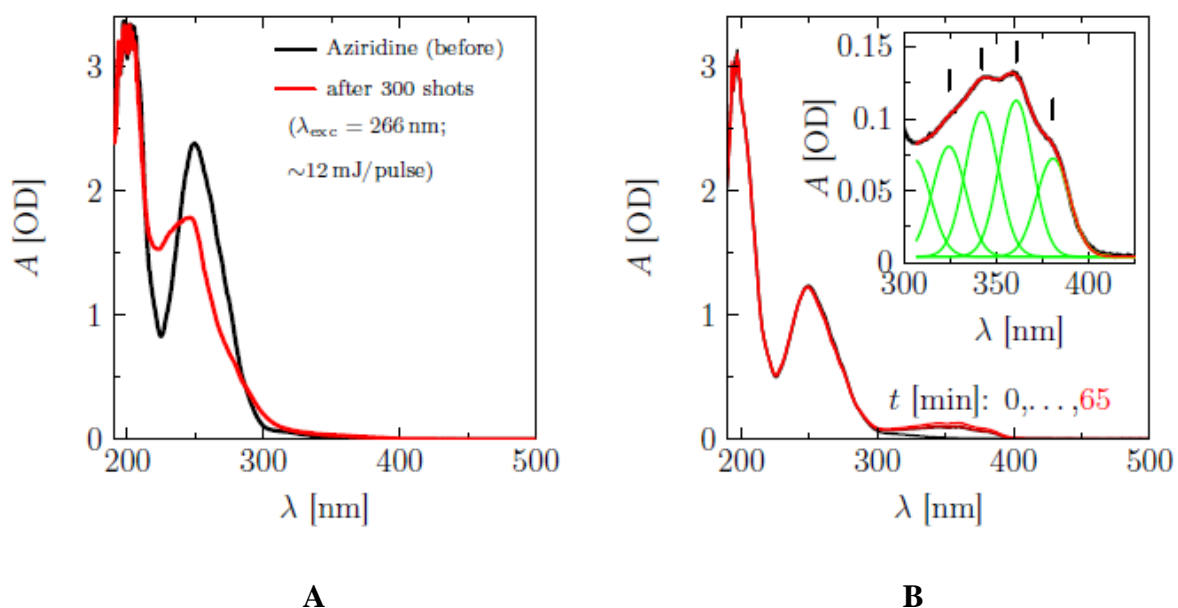 Aziridine (before)
after 300 shots
(λexc = 266 nm;
~12 mJ/pulse)
3
2
1
0
A [OD]
200 300 400 500
λ [nm]
A
3
2
1
0
A [OD]
200 300 400 500
λ [nm]
0.15
0.1
0.05
0
A [OD]
300 350 400
λ [nm]
t [min]: 0,...,65
B